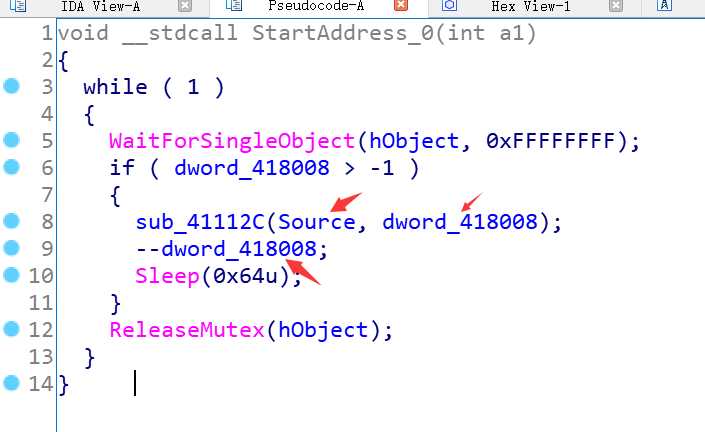 IDA View-A Pseudocode-A Hex View-1 A
1 void __stdcall StartAddress_0(int a1)
2 {
3 while ( 1 )
4 {
5 WaitForSingleObject(hObject, 0xFFFFFFFF);
6 if ( dword_418008 > -1 )
7 {
8 sub_41112C(Source, dword_418008);
9 --dword_418008;
10 Sleep(0x64u);
11 }
12 ReleaseMutex(hObject);
13 }
14 }